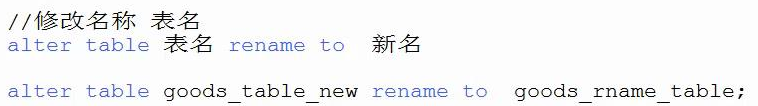 //修改名称 表名
alter table 表名 rename to 新名
alter table goods_table_new rename to goods_rname_table;